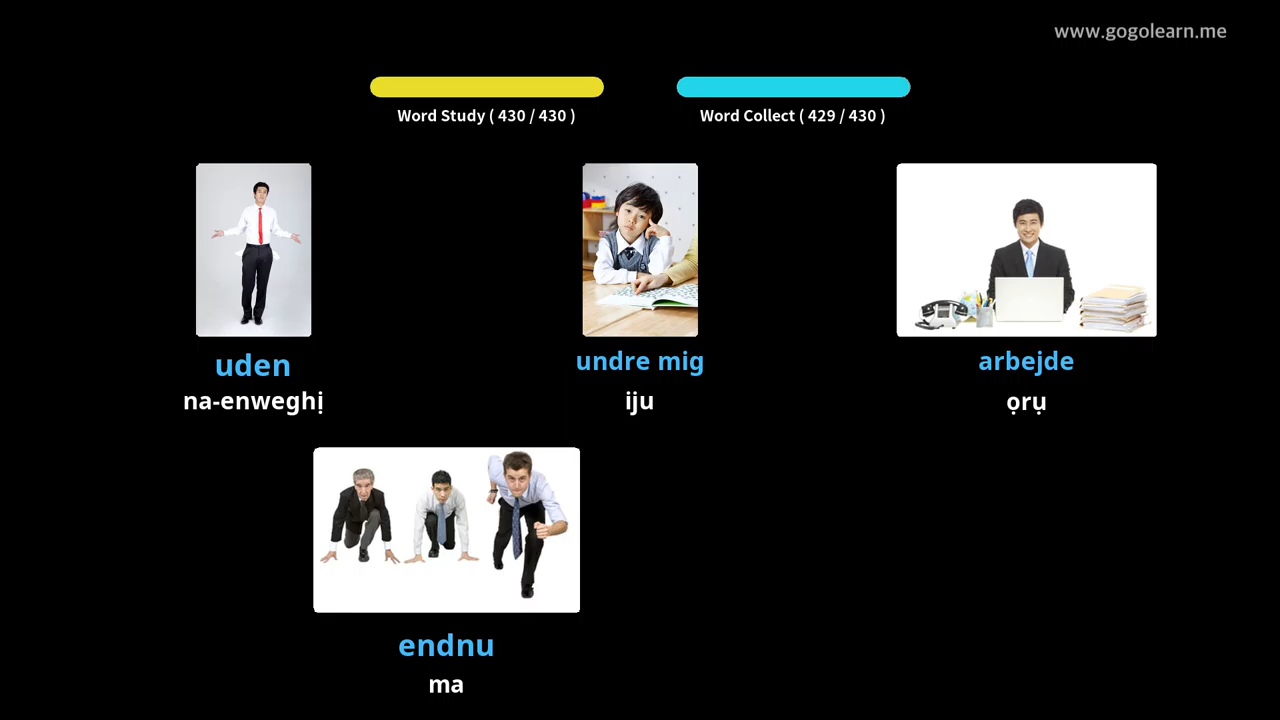 www.gogolearn.me
Word Study ( 430 / 430 )
Word Collect ( 429 / 430 )
uden
na-enweghị
undre mig
iju
arbejde
ọrụ
endnu
ma